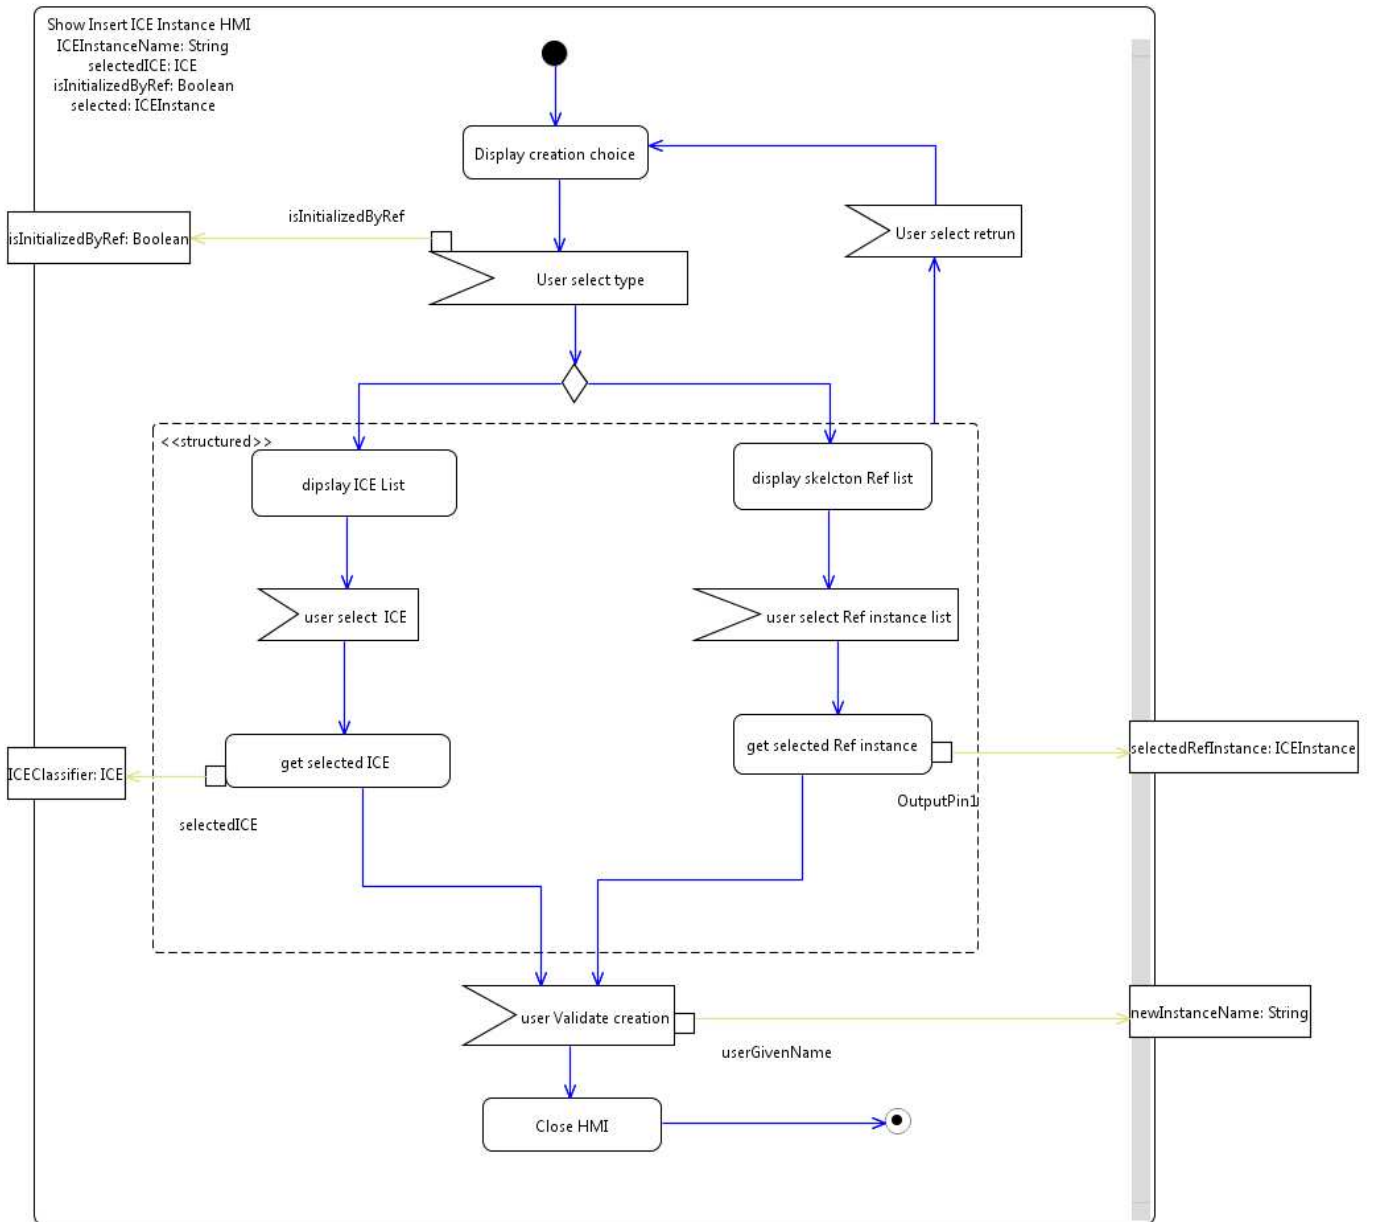 Show Insert ICE Instance HMI
ICEInstanceName: String
selectedICE: ICE
isInitializedByRef: Boolean
selected: ICEInstance
Display creation choice
isInitializedByRef
User select retrun
isInitializedByRef: Boolean
User select type
<<structured>>
dipslay ICE List
display skelcton Ref list
user select  ICE
user select Ref instance list
get selected Ref instance
selectedRefInstance: ICEInstance
get selected ICE
ICEClassifier: ICE
OutputPin1
selectedICE
user Validate creation
newInstanceName: String
userGivenName
Close HMI